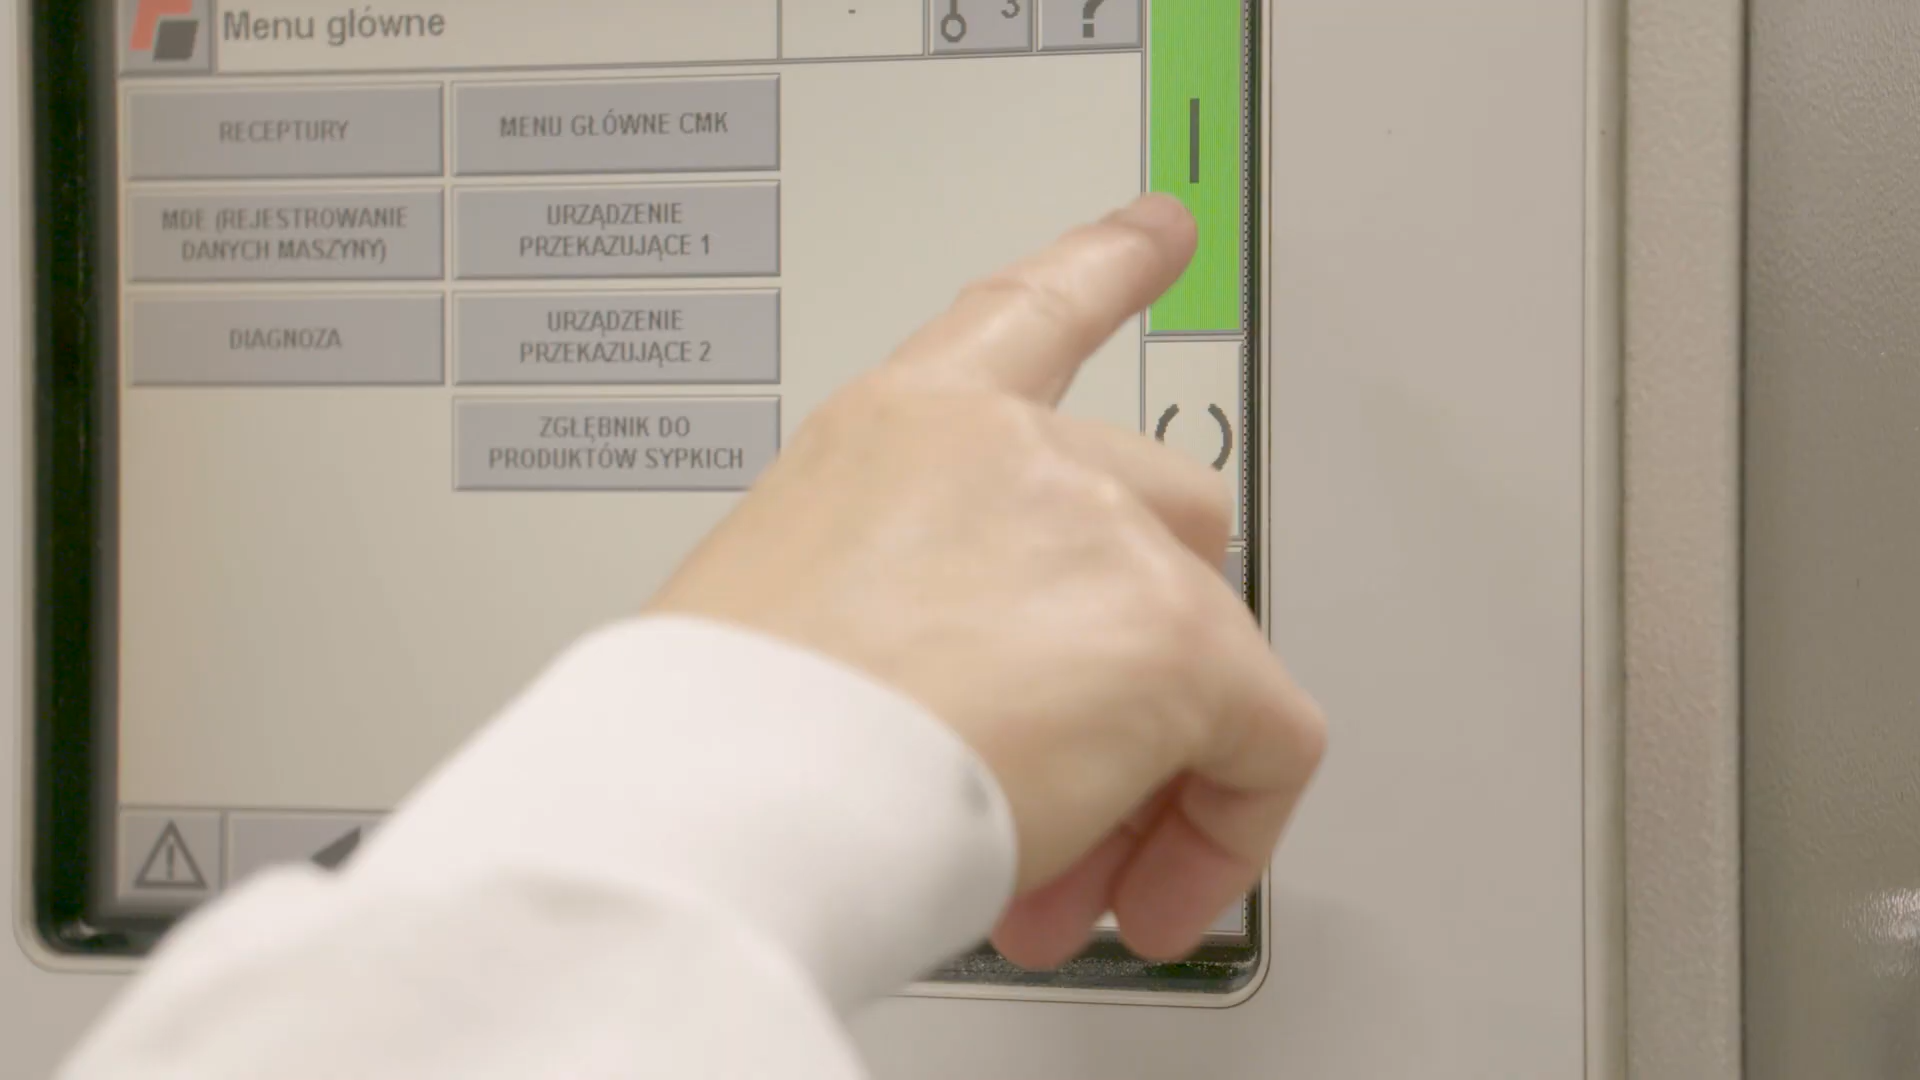 Menu główne
-
3
?
RECEPTURY
MENU GŁÓWNE CMK
MDE (REJESTROWANIE
DANYCH MASZYNY)
URZĄDZENIE
PRZEKAZUJĄCE 1
DIAGNOZA
URZĄDZENIE
PRZEKAZUJĄCE 2
ZGŁĘBNIK DO
PRODUKTÓW SYPKICH